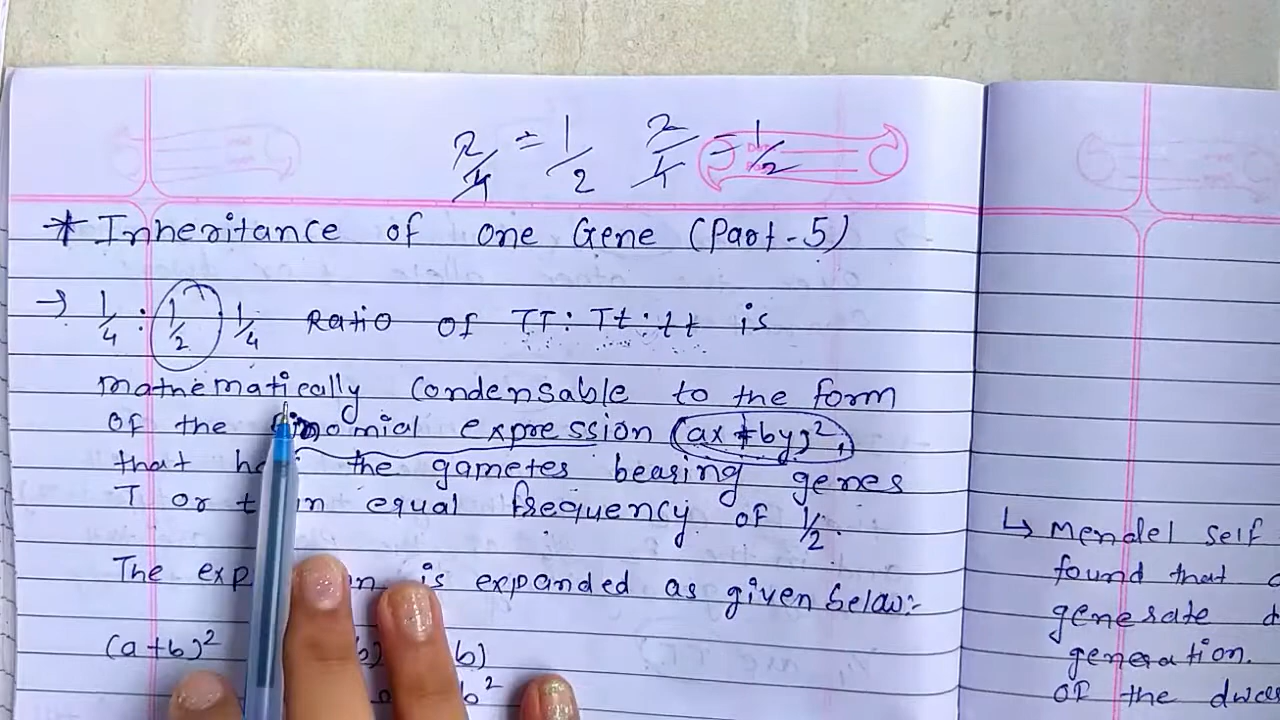 2/4 = 1/2 2/4 = 1/2
* Inheritance of one Gene (Part-5)
→ 1/4 : 1/2 : 1/4 Ratio of TT : Tt : tt is
mathematically condensable to the form
of the binomial expression (ax+by)²,
that the gametes bearing genes
T or t in equal frequency of 1/2.
The is expanded as given below:-
(a+b)² b)
b²
↳ Mendel self
found that
generate
generation.
of the